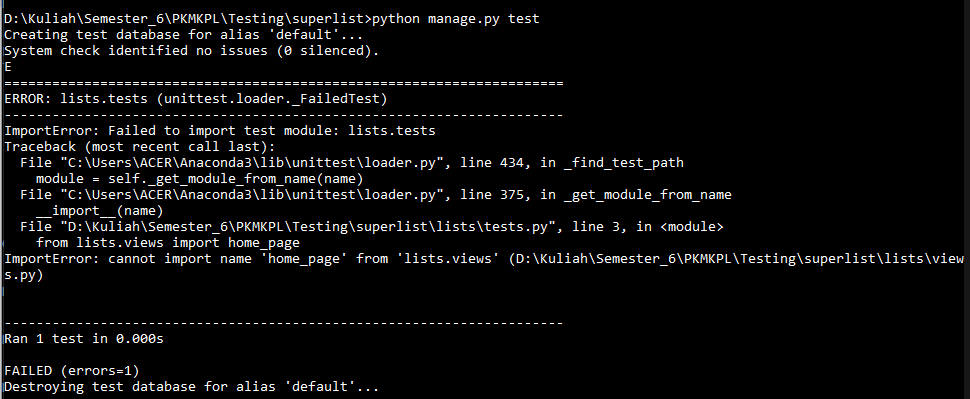 D:\Kuliah\Semester_6\PKMKPL\Testing\superlist>python manage.py test
Creating test database for alias 'default'...
System check identified no issues (0 silenced).
E
======================================================================
ERROR: lists.tests (unittest.loader._FailedTest)
----------------------------------------------------------------------
ImportError: Failed to import test module: lists.tests
Traceback (most recent call last):
  File "C:\Users\ACER\Anaconda3\lib\unittest\loader.py", line 434, in _find_test_path
    module = self._get_module_from_name(name)
  File "C:\Users\ACER\Anaconda3\lib\unittest\loader.py", line 375, in _get_module_from_name
    __import__(name)
  File "D:\Kuliah\Semester_6\PKMKPL\Testing\superlist\lists\tests.py", line 3, in <module>
    from lists.views import home_page
ImportError: cannot import name 'home_page' from 'lists.views' (D:\Kuliah\Semester_6\PKMKPL\Testing\superlist\lists\view
s.py)
----------------------------------------------------------------------
Ran 1 test in 0.000s
FAILED (errors=1)
Destroying test database for alias 'default'...